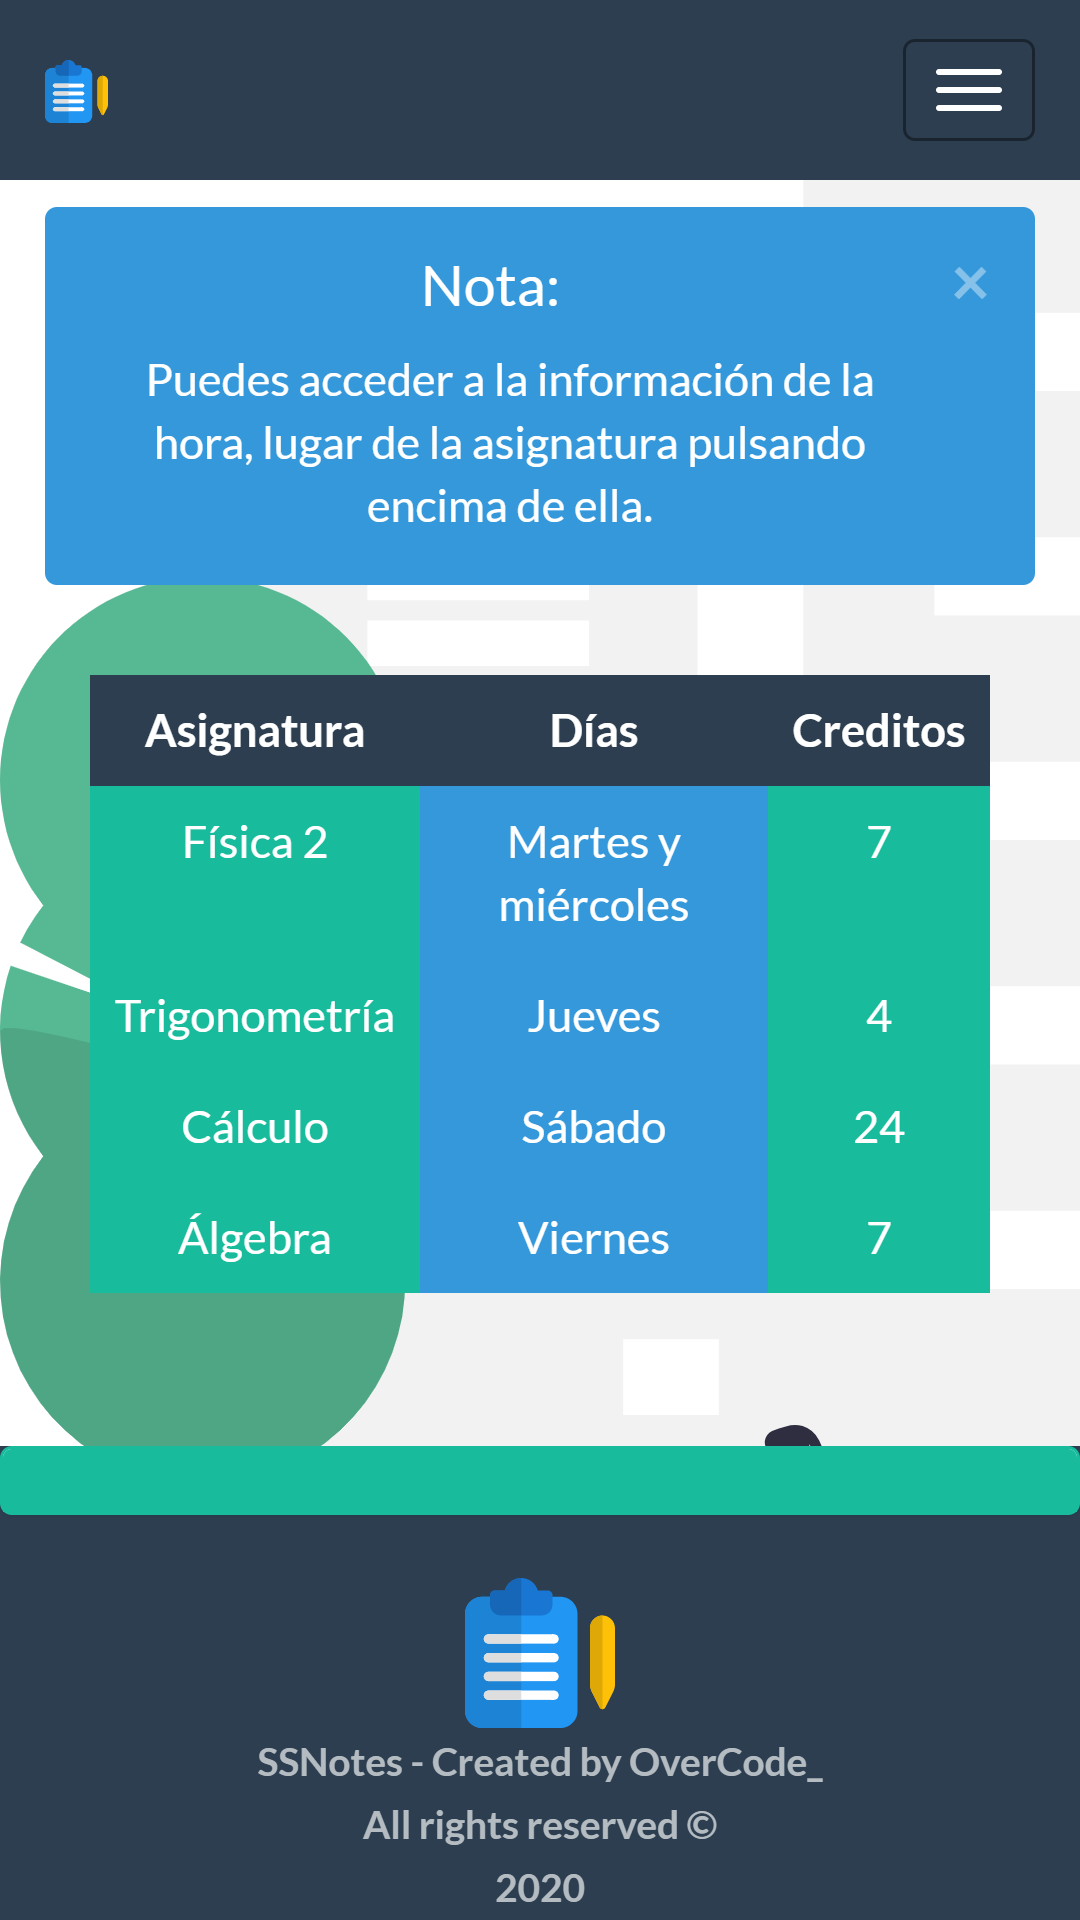 Nota:
×
Puedes acceder a la información de la
hora, lugar de la asignatura pulsando
encima de ella.
Asignatura Días Creditos
Física 2 Martes y 7
miércoles
Trigonometría Jueves 4
Cálculo Sábado 24
Álgebra Viernes 7
SSNotes - Created by OverCode_
All rights reserved ©
2020